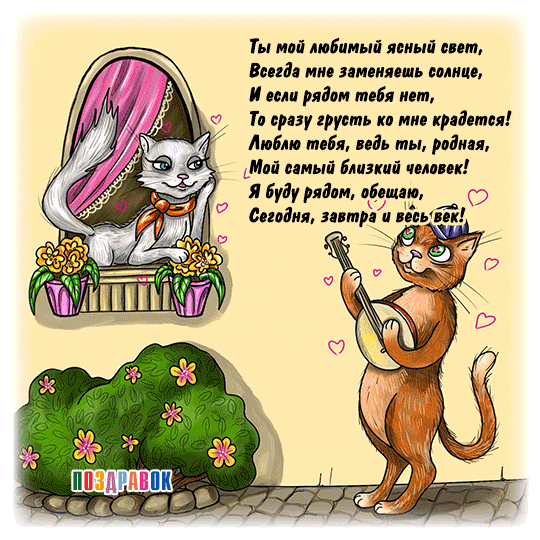 Ты мой любимый ясный свет,
Всегда мне заменяешь солнце,
И если рядом тебя нет,
То сразу грусть ко мне крадется!
Люблю тебя, ведь ты, родная,
Мой самый близкий человек!
Я буду рядом, обещаю,
Сегодня, завтра и весь век!
ПОЗДРАВОК